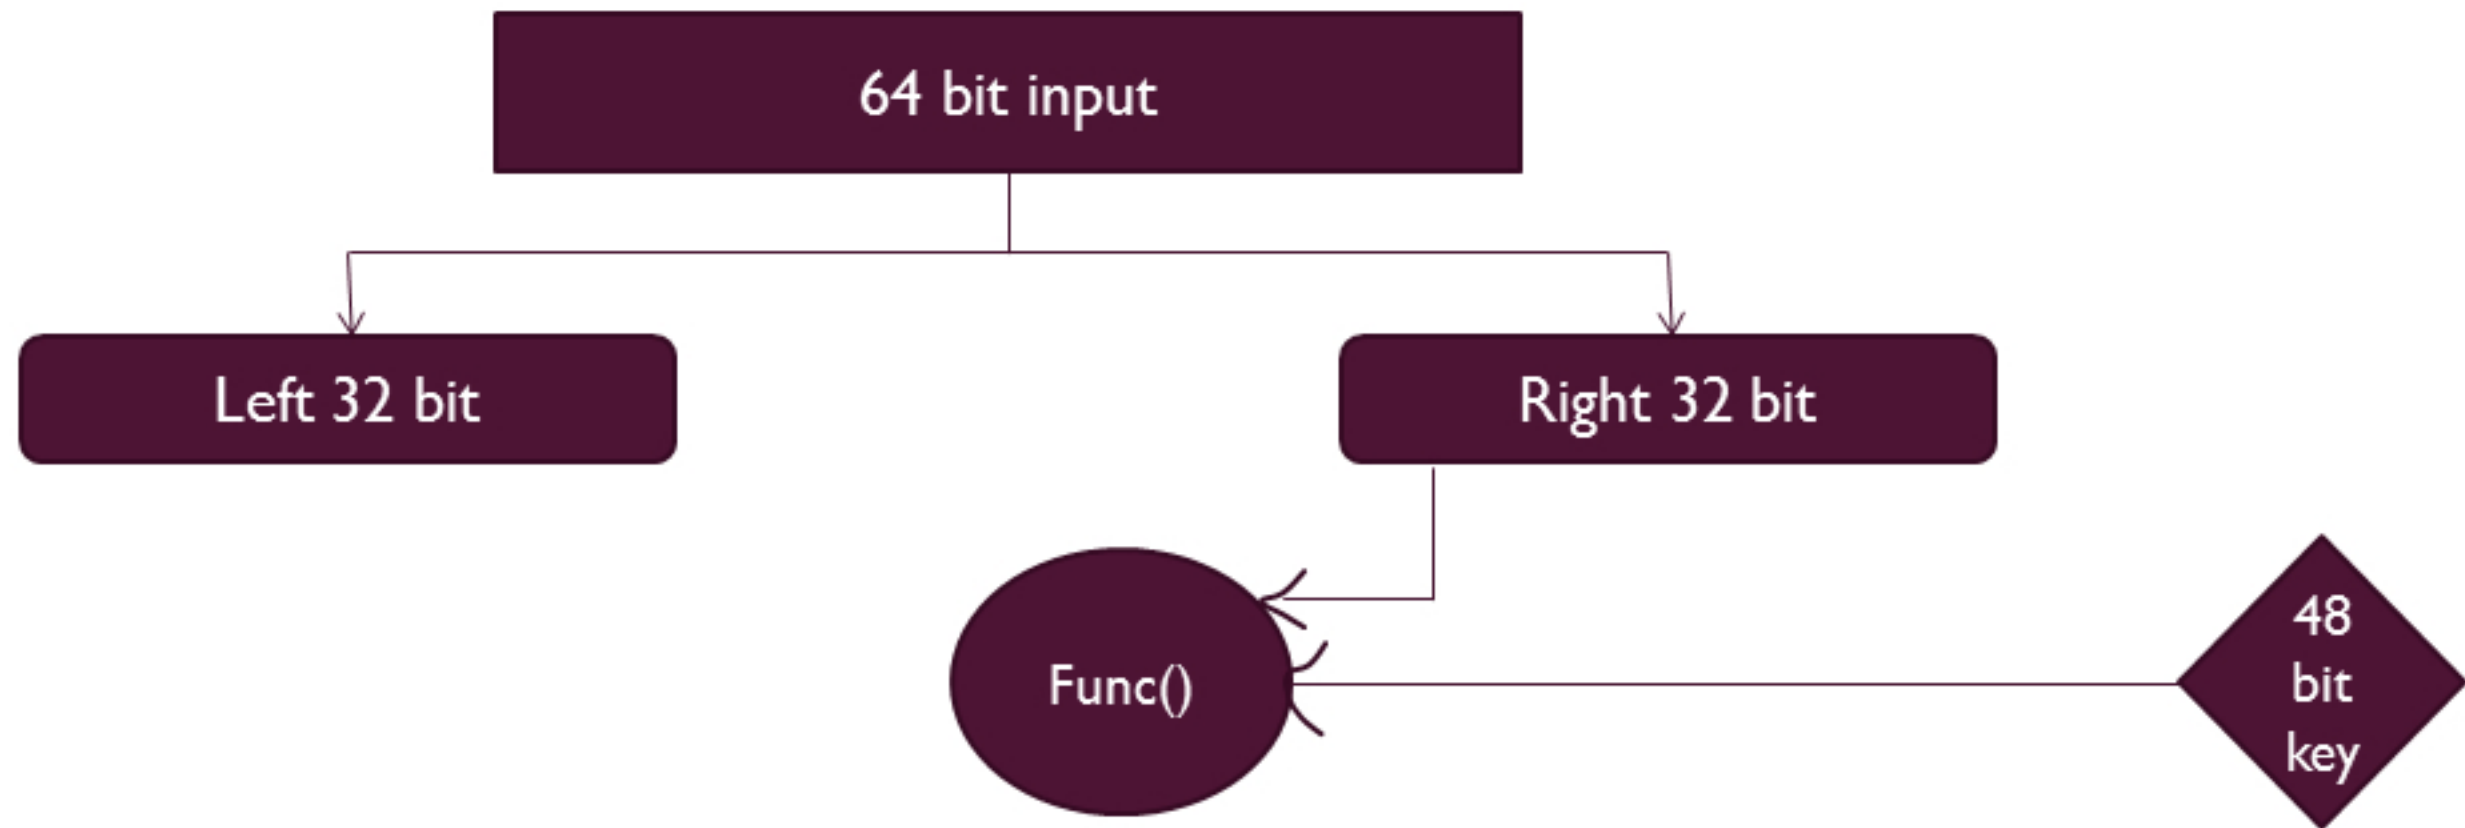 64 bit input
Left 32 bit
Right 32 bit
Func()
48
bit
key